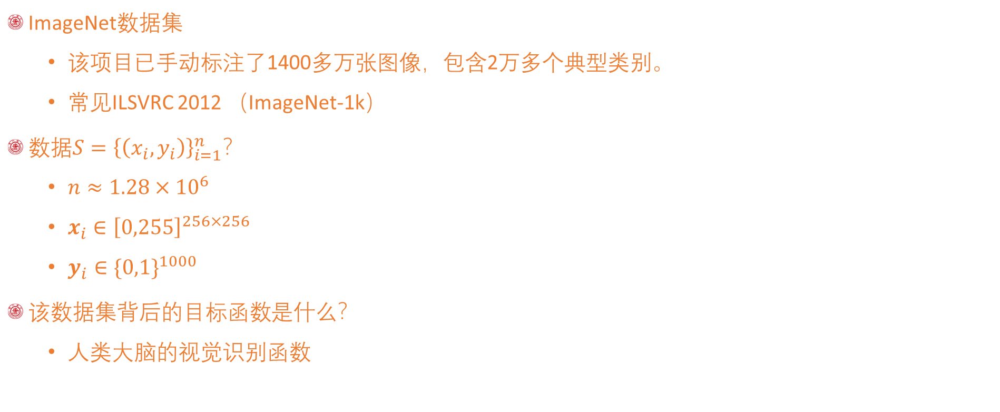 ImageNet数据集
• 该项目已手动标注了1400多万张图像，包含2万多个典型类别。
• 常见ILSVRC 2012 （ImageNet-1k）
数据$S = \{(x_i, y_i)\}_{i=1}^{n}$？
• $n \approx 1.28 \times 10^6$
• $\boldsymbol{x}_i \in [0,255]^{256\times256}$
• $\boldsymbol{y}_i \in \{0,1\}^{1000}$
该数据集背后的目标函数是什么？
• 人类大脑的视觉识别函数